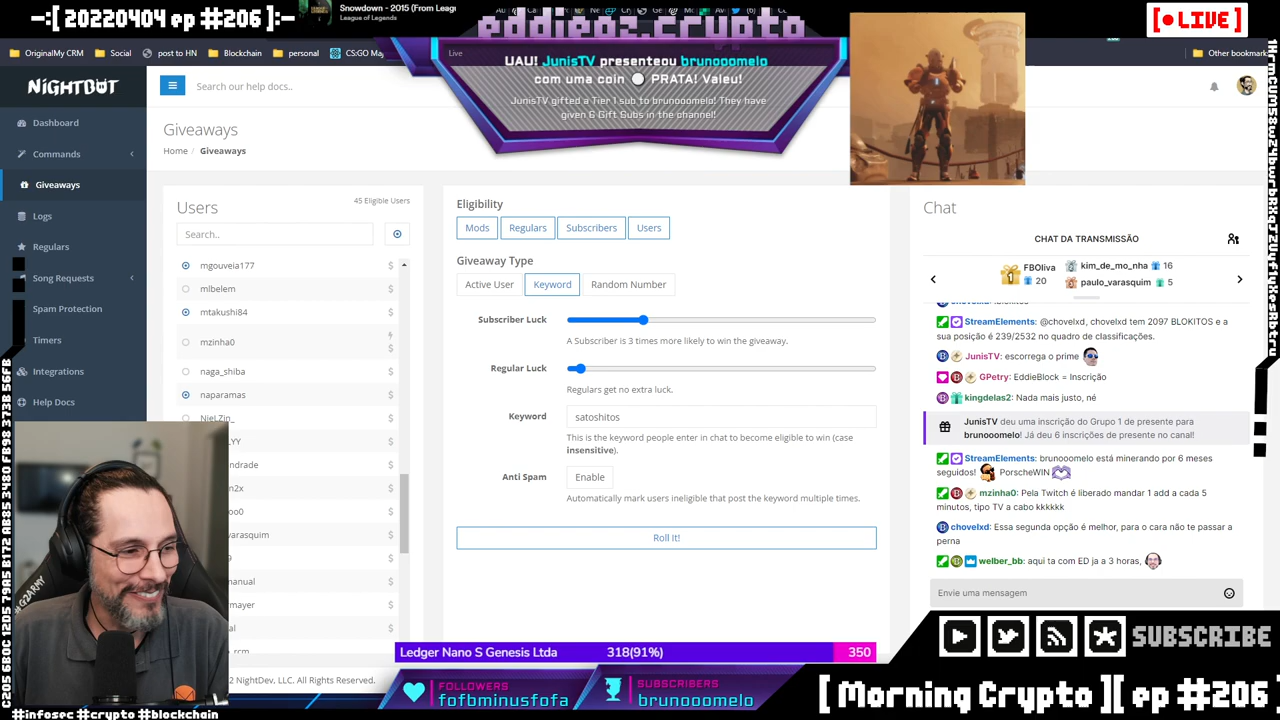 -:[ 20220404 ep #206 ]:-
Snowdown - 2015 (From Leag
League of Legends
eddieoz.crypto
[ ● LIVE ]
OriginalMy CRM
Social
post to HN
Blockchain
personal
Other bookmark
Live
UAU! JunisTV presenteou brunooomelo
com uma coin PRATA! Valeu!
JunisTV gifted a Tier 1 sub to brunooomelo! They have
given 6 Gift Subs in the channel!
NIGHTBOT
Search our help docs..
Dashboard
Commands
Giveaways
Logs
Regulars
Song Requests
Spam Protection
Timers
Integrations
Help Docs
Giveaways
Home / Giveaways
Users
45 Eligible Users
Search..
mgouveia177
mlbelem
mtakushi84
mzinha0
naga_shiba
naparamas
Eligibility
Mods
Regulars
Subscribers
Users
Giveaway Type
Active User
Keyword
Random Number
Subscriber Luck
A Subscriber is 3 times more likely to win the giveaway.
Regular Luck
Regulars get no extra luck.
Keyword
satoshitos
This is the keyword people enter in chat to become eligible to win (case
insensitive).
Anti Spam
Enable
Automatically mark users ineligible that post the keyword multiple times.
Roll It!
Chat
CHAT DA TRANSMISSÃO
FBOliva
20
kim_de_mo_nha 16
paulo_varasquim 5
StreamElements: @chovelxd, chovelxd tem 2097 BLOKITOS e a
sua posição é 239/2532 no quadro de classificações.
JunisTV: escorrega o prime
GPetry: EddieBlock = Inscrição
kingdelas2: Nada mais justo, né
JunisTV deu uma inscrição do Grupo 1 de presente para
brunooomelo! Já deu 6 inscrições de presente no canal!
StreamElements: brunooomelo está minerando por 6 meses
seguidos! PorscheWIN
mzinha0: Pela Twitch é liberado mandar 1 add a cada 5
minutos, tipo TV a cabo kkkkkk
chovelxd: Essa segunda opção é melhor, para o cara não te passar a
perna
welber_bb: aqui ta com ED ja a 3 horas,
Envie uma mensagem
SUBSCRIBE
Ledger Nano S Genesis Ltda 318(91%) 350
2 NightDev, LLC. All Rights Reserved.
FOLLOWERS
fofbminusfofa
SUBSCRIBERS
brunooomelo
[ Morning Crypto ][ ep #206 ]
#infosec #crypto #blockchain